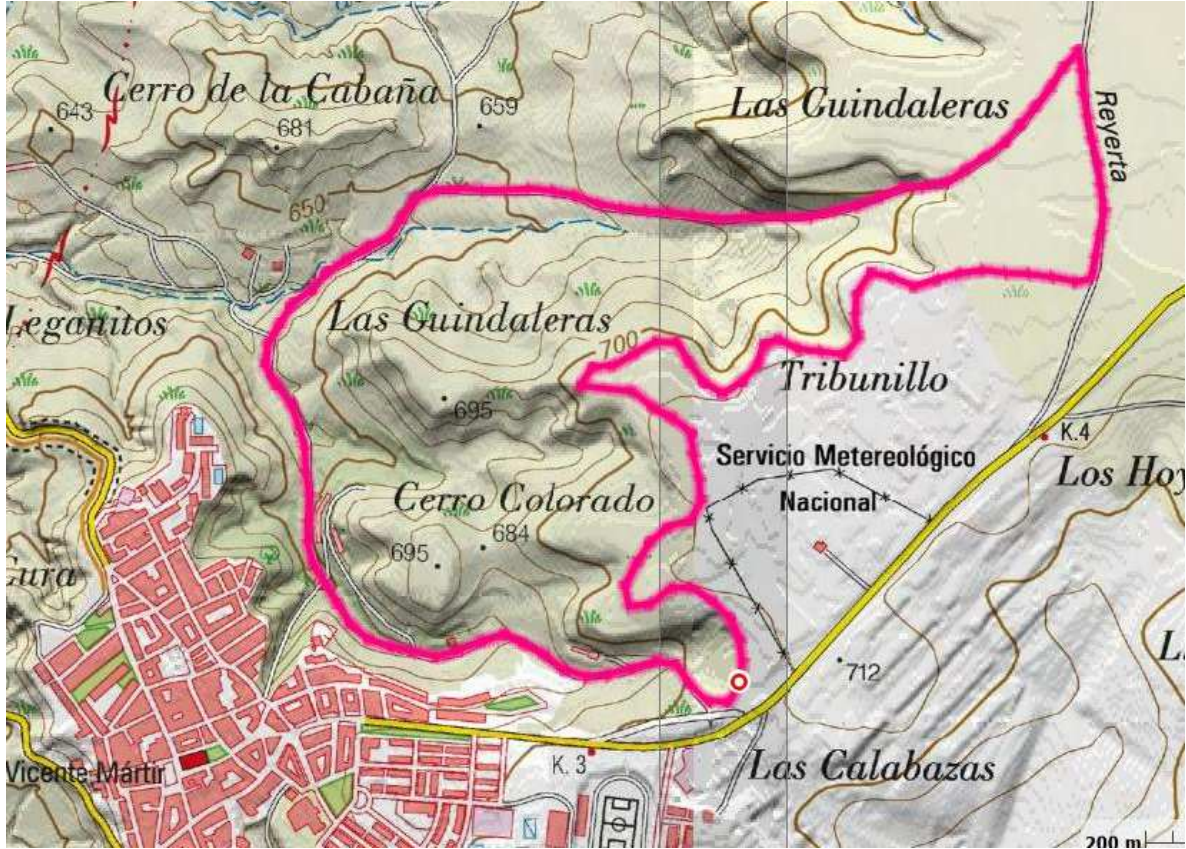 Cerro de la Cabaña
643
681
659
Las Guindaleras
Reyerta
650
Leganitos
Las Guindaleras
700
Tribunillo
695
K.4
Servicio Metereológico
Nacional
Los Hoy
Cerro Colorado
684
695
Cura
712
K. 3
Las Calabazas
Vicente Mártir
200 m